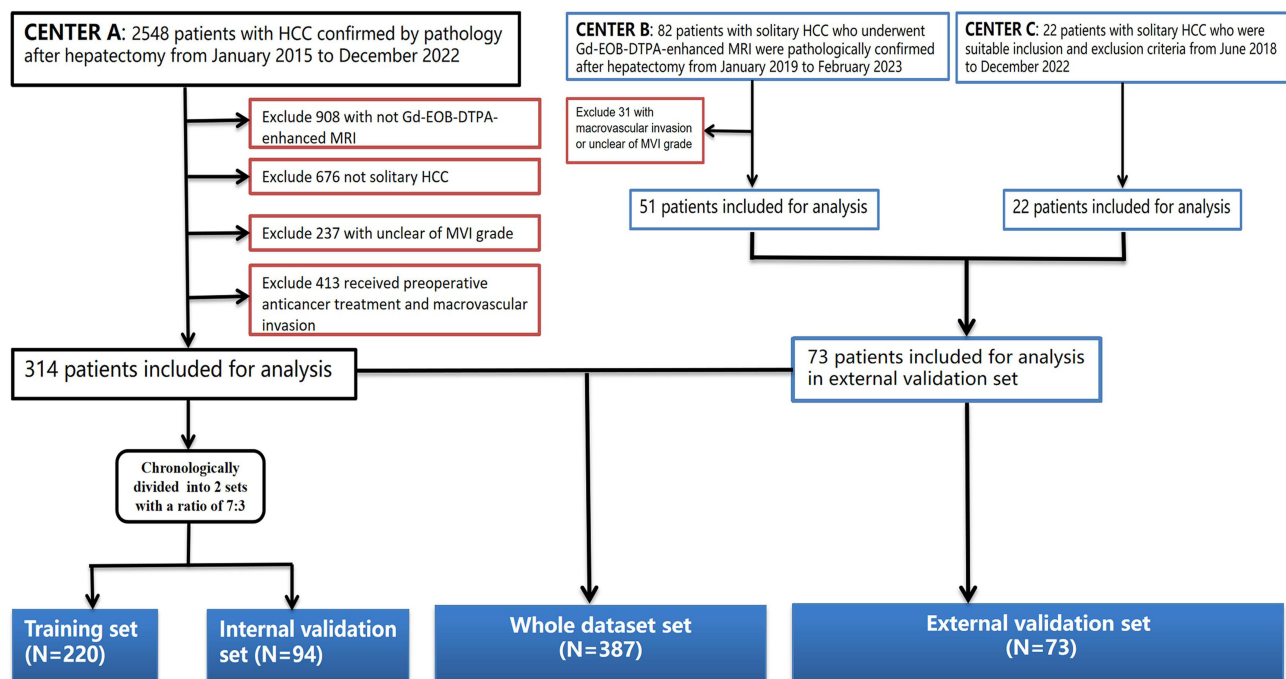 CENTER A: 2548 patients with HCC confirmed by pathology
after hepatectomy from January 2015 to December 2022
Exclude 908 with not Gd-EOB-DTPA-
enhanced MRI
Exclude 676 not solitary HCC
Exclude 237 with unclear of MVI grade
Exclude 413 received preoperative
anticancer treatment and macrovascular
invasion
314 patients included for analysis
Chronologically
divided into 2 sets
with a ratio of 7:3
CENTER B: 82 patients with solitary HCC who underwent
Gd-EOB-DTPA-enhanced MRI were pathologically confirmed
after hepatectomy from January 2019 to February 2023
Exclude 31 with
macrovascular invasion
or unclear of MVI grade
51 patients included for analysis
CENTER C: 22 patients with solitary HCC who were
suitable inclusion and exclusion criteria from June 2018
to December 2022
22 patients included for analysis
73 patients included for analysis
in external validation set
Training set
(N=220)
Internal validation
set (N=94)
Whole dataset set
(N=387)
External validation set
(N=73)